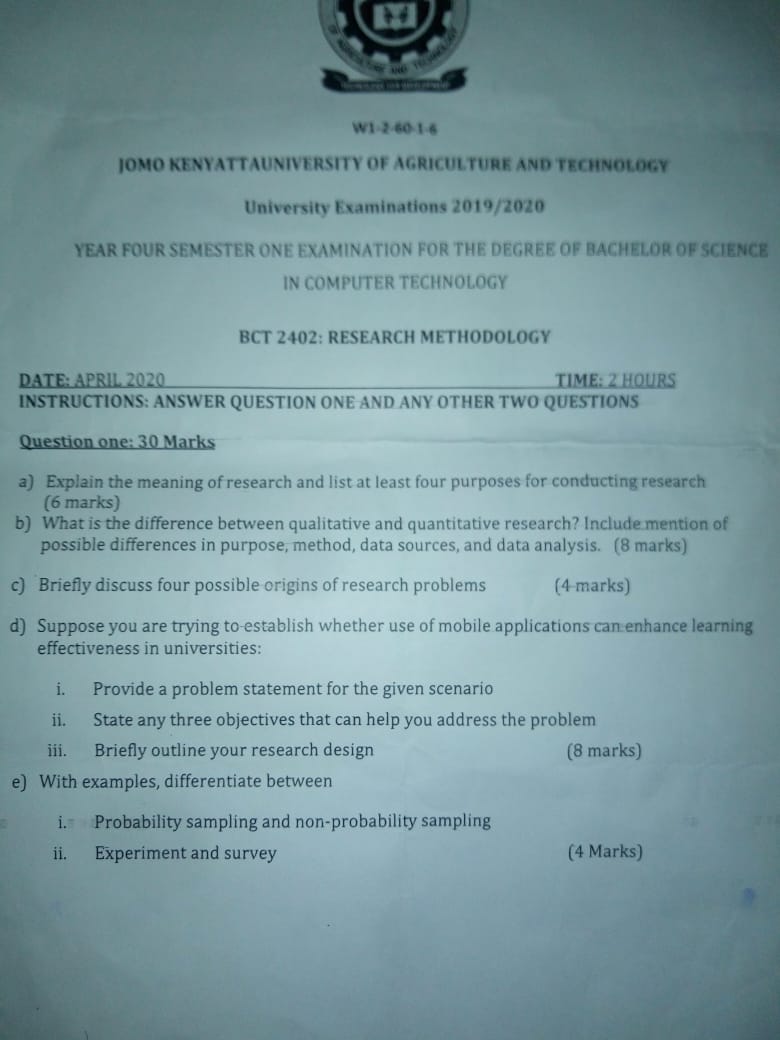 OF AGRICULTURE AND TECHNOLOGY
W1-2-60-1-6
JOMO KENYATTAUNIVERSITY OF AGRICULTURE AND TECHNOLOGY
University Examinations 2019/2020
YEAR FOUR SEMESTER ONE EXAMINATION FOR THE DEGREE OF BACHELOR OF SCIENCE
IN COMPUTER TECHNOLOGY
BCT 2402: RESEARCH METHODOLOGY
DATE: APRIL 2020 TIME: 2 HOURS
INSTRUCTIONS: ANSWER QUESTION ONE AND ANY OTHER TWO QUESTIONS
Question one: 30 Marks
a) Explain the meaning of research and list at least four purposes for conducting research
(6 marks)
b) What is the difference between qualitative and quantitative research? Include mention of
possible differences in purpose, method, data sources, and data analysis. (8 marks)
c) Briefly discuss four possible origins of research problems (4 marks)
d) Suppose you are trying to establish whether use of mobile applications can enhance learning
effectiveness in universities:
i. Provide a problem statement for the given scenario
ii. State any three objectives that can help you address the problem
iii. Briefly outline your research design (8 marks)
e) With examples, differentiate between
i. Probability sampling and non-probability sampling
ii. Experiment and survey (4 Marks)